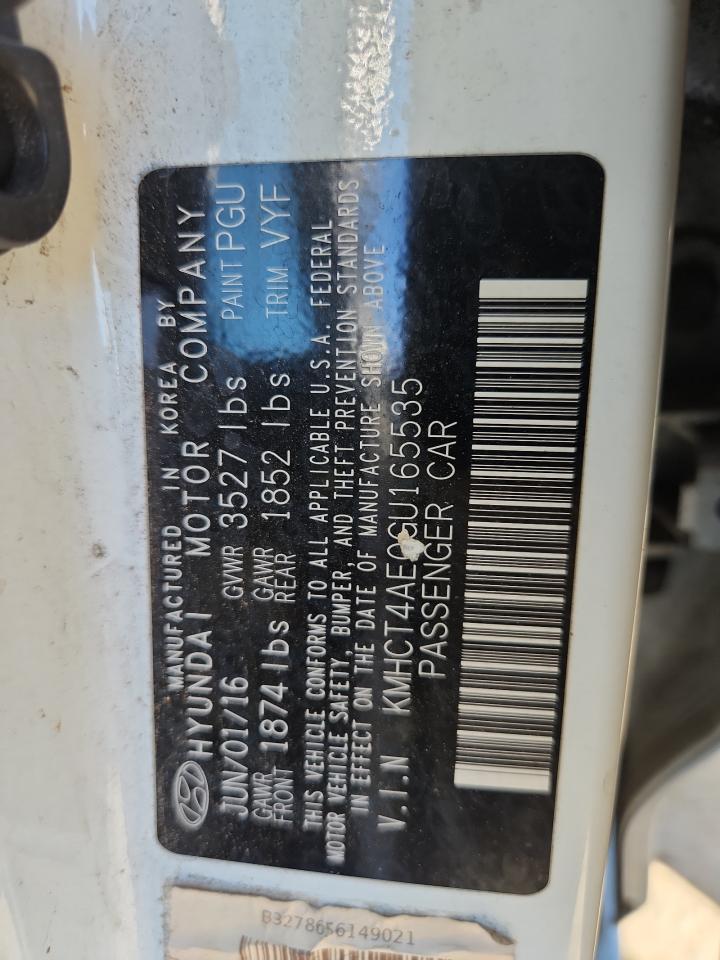 MANUFACTURED IN KOREA BY
HYUNDAI MOTOR COMPANY
JUN/01/16 GVWR 3527 lbs PAINT PGU
GAWR FRONT 1874 lbs GAWR REAR 1852 lbs TRIM VYF
THIS VEHICLE CONFORMS TO ALL APPLICABLE U.S.A. FEDERAL
MOTOR VEHICLE SAFETY, BUMPER, AND THEFT PREVENTION STANDARDS
IN EFFECT ON THE DATE OF MANUFACTURE SHOWN ABOVE
V.I.N KMHCT4AE0GU165535
PASSENGER CAR
B3278656149021